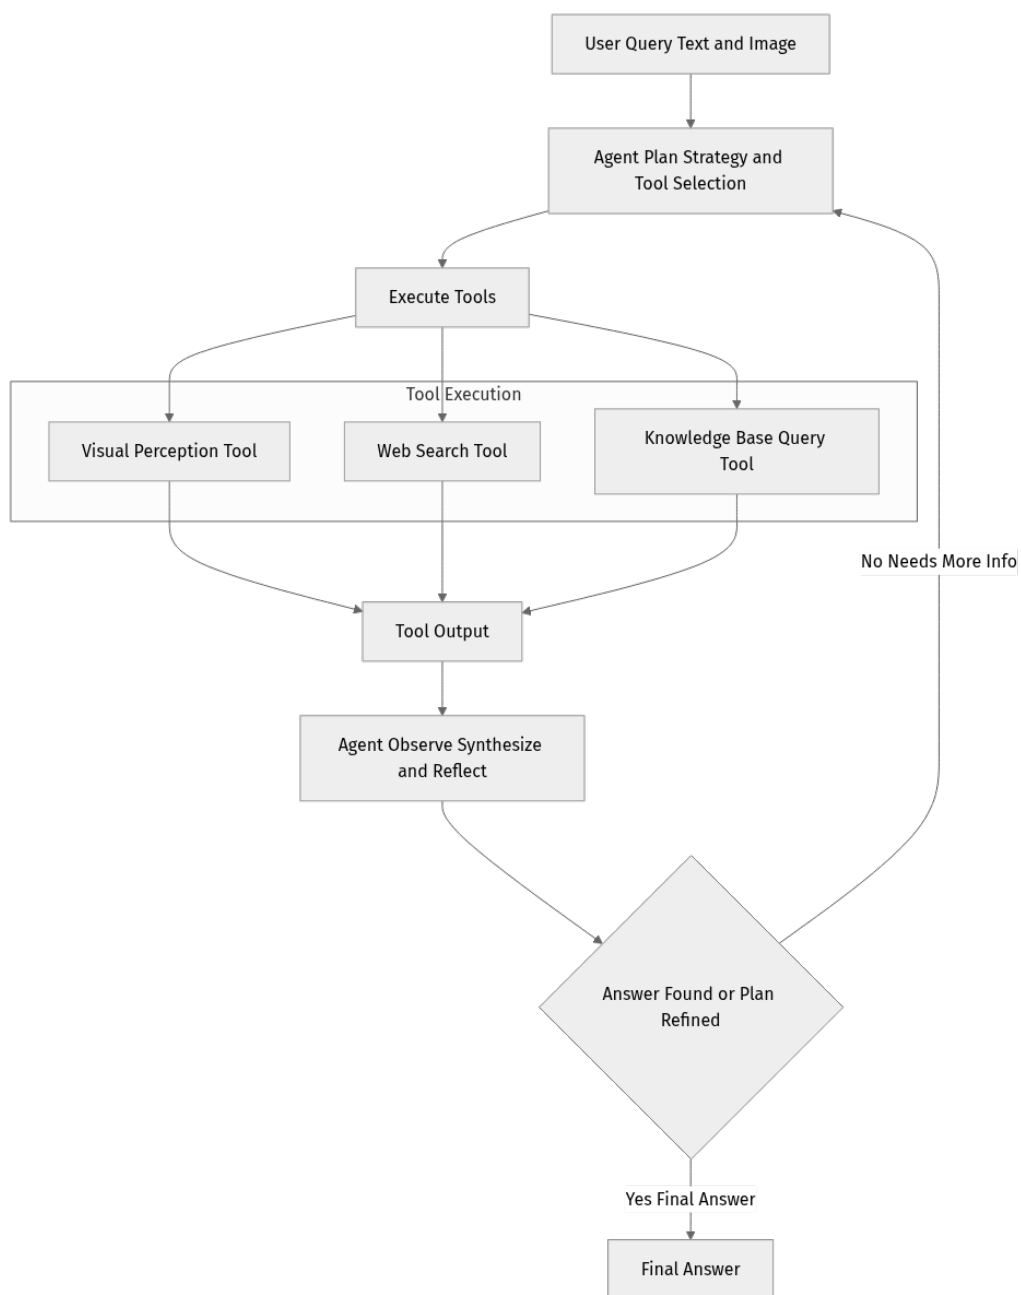 User Query Text and Image
Agent Plan Strategy and
Tool Selection
Execute Tools
Tool Execution
Visual Perception Tool
Web Search Tool
Knowledge Base Query
Tool
No Needs More Info
Tool Output
Agent Observe Synthesize
and Reflect
Answer Found or Plan
Refined
Yes Final Answer
Final Answer